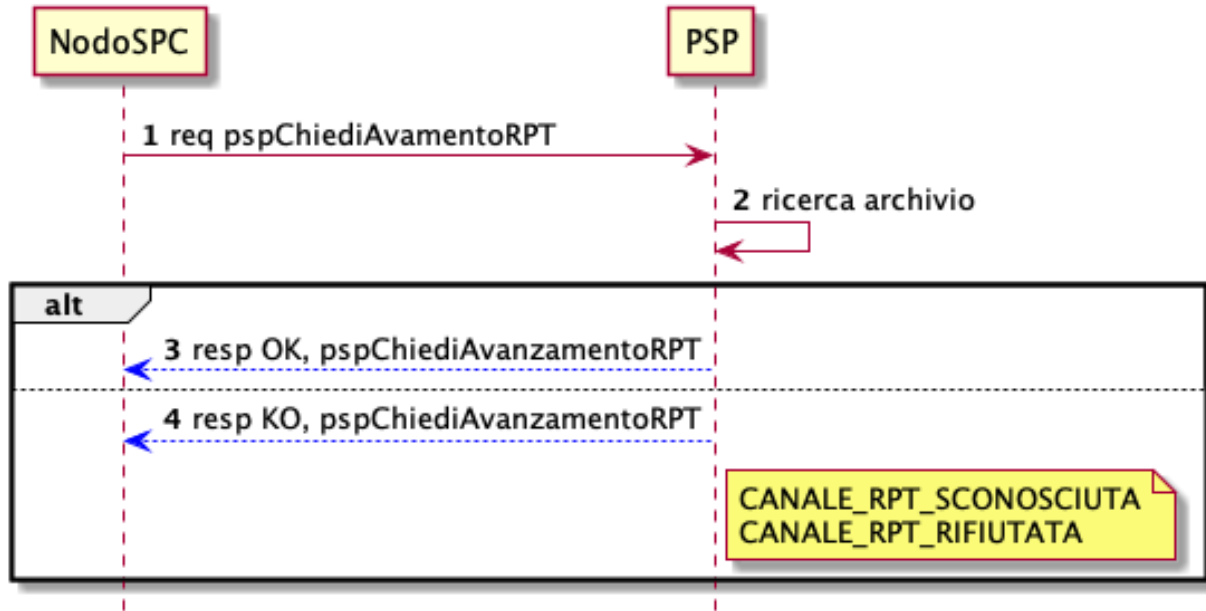 NodoSPC
PSP
1 req pspChiediAvamentoRPT
2 ricerca archivio
alt
3 resp OK, pspChiediAvanzamentoRPT
4 resp KO, pspChiediAvanzamentoRPT
CANALE_RPT_SCONOSCIUTA
CANALE_RPT_RIFIUTATA